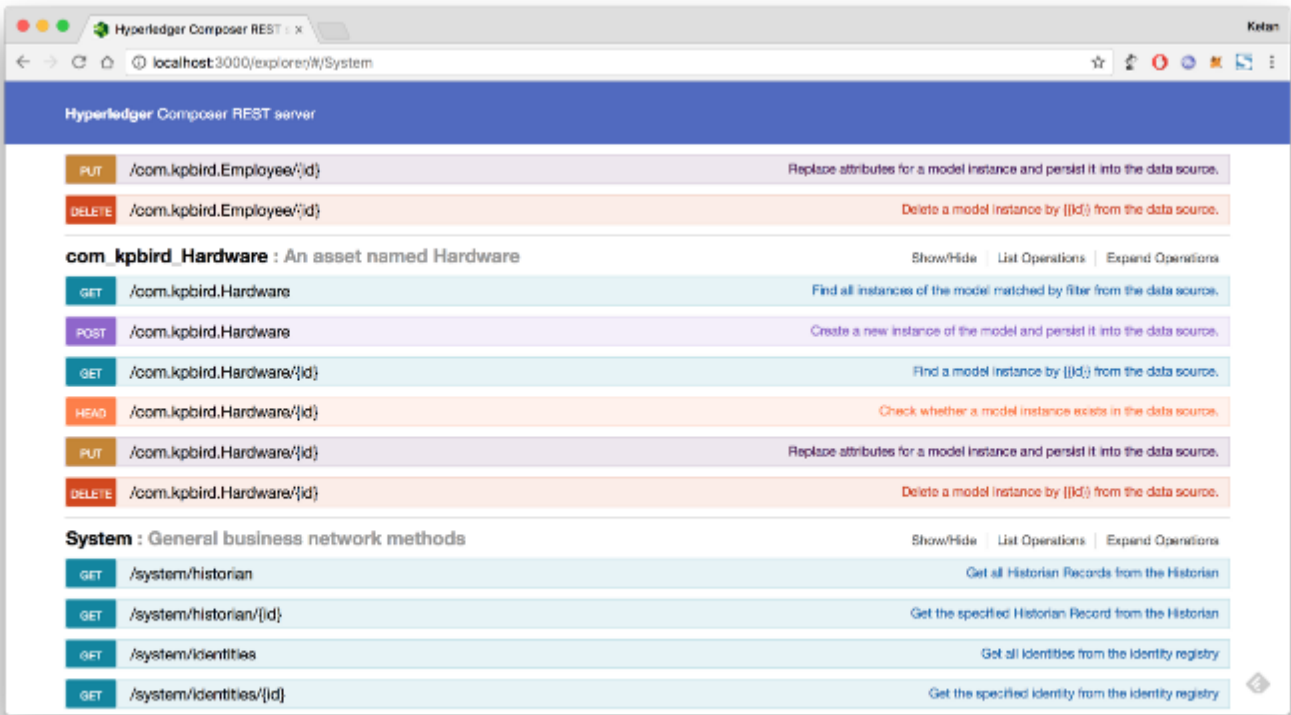 Hyperledger Composer REST s
Ketan
localhost:3000/explorer/#/System
Hyperledger Composer REST server
PUT /com.kpbird.Employee/{id} Replace attributes for a model instance and persist it into the data source.
DELETE /com.kpbird.Employee/{id} Delete a model instance by {{id}} from the data source.
com_kpbird_Hardware : An asset named Hardware Show/Hide List Operations Expand Operations
GET /com.kpbird.Hardware Find all instances of the model matched by filter from the data source.
POST /com.kpbird.Hardware Create a new instance of the model and persist it into the data source.
GET /com.kpbird.Hardware/{id} Find a model instance by {{id}} from the data source.
HEAD /com.kpbird.Hardware/{id} Check whether a model instance exists in the data source.
PUT /com.kpbird.Hardware/{id} Replace attributes for a model instance and persist it into the data source.
DELETE /com.kpbird.Hardware/{id} Delete a model instance by {{id}} from the data source.
System : General business network methods Show/Hide List Operations Expand Operations
GET /system/historian Get all Historian Records from the Historian
GET /system/historian/{id} Get the specified Historian Record from the Historian
GET /system/identities Get all identities from the identity registry
GET /system/identities/{id} Get the specified identity from the identity registry